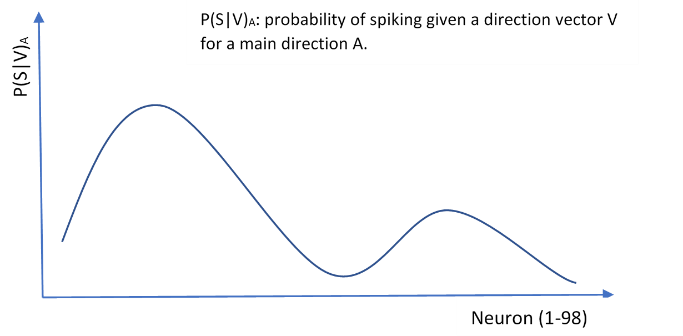 P(S|V)A: probability of spiking given a direction vector V
for a main direction A.
P(S|V)A
Neuron (1-98)